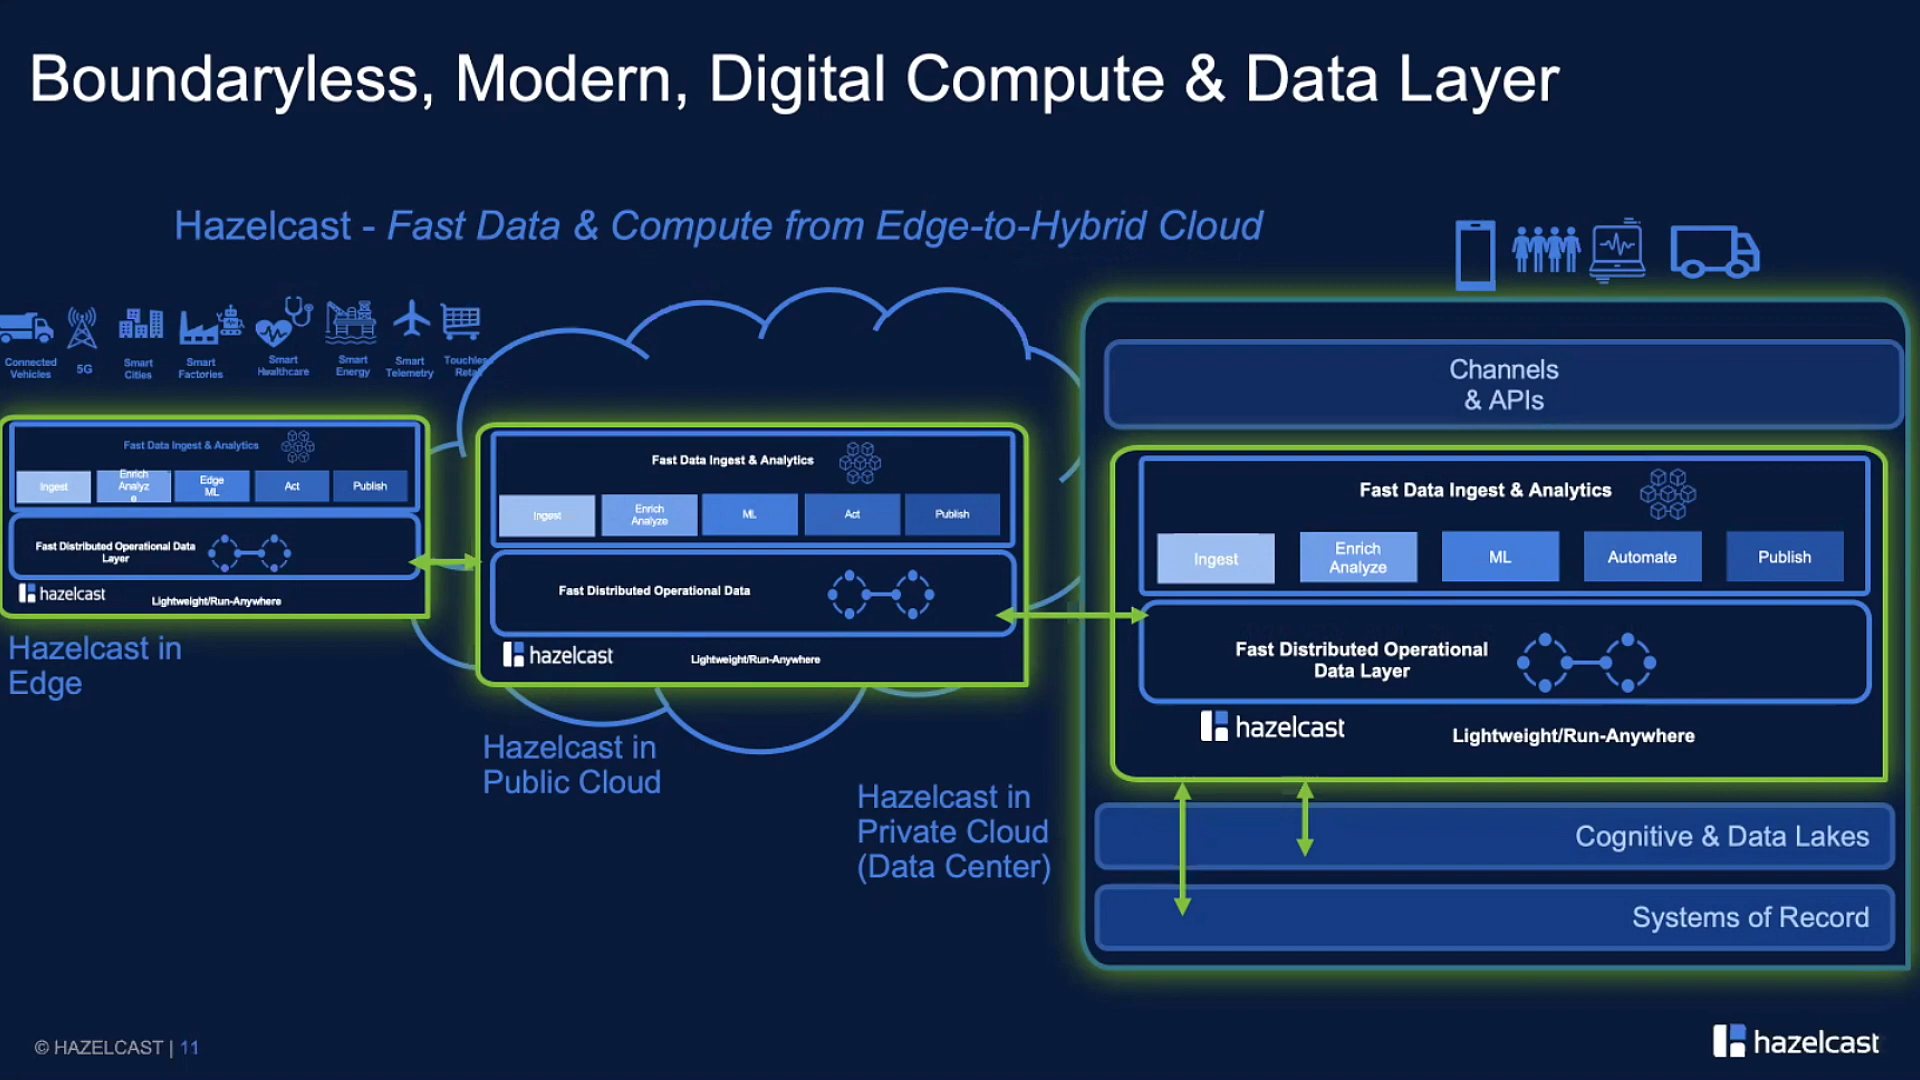 Boundaryless, Modern, Digital Compute & Data Layer
Hazelcast - Fast Data & Compute from Edge-to-Hybrid Cloud
Connected
Vehicles
5G
Smart
Cities
Smart
Factories
Smart
Healthcare
Smart
Energy
Smart
Telemetry
Fast Data Ingest & Analytics
Ingest
Enrich
Analyz
e
Edge
ML
Act
Publish
Fast Distributed Operational Data
Layer
hazelcast
Lightweight/Run-Anywhere
Hazelcast in
Edge
Fast Data Ingest & Analytics
Ingest
Enrich
Analyze
ML
Act
Publish
Fast Distributed Operational Data
hazelcast
Lightweight/Run-Anywhere
Hazelcast in
Public Cloud
Hazelcast in
Private Cloud
(Data Center)
Channels
& APIs
Fast Data Ingest & Analytics
Ingest
Enrich
Analyze
ML
Automate
Publish
Fast Distributed Operational
Data Layer
hazelcast
Lightweight/Run-Anywhere
Cognitive & Data Lakes
Systems of Record
© HAZELCAST | 11
hazelcast